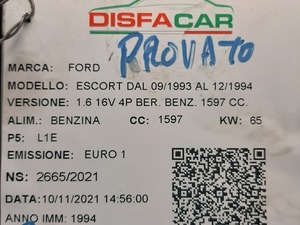 DISFACAR
PROVATO
MARCA: FORD
MODELLO: ESCORT DAL 09/1993 AL 12/1994
VERSIONE: 1.6 16V 4P BER. BENZ. 1597 CC.
ALIM.: BENZINA CC: 1597 KW: 65
P5: L1E
EMISSIONE: EURO 1
NS: 2665/2021
DATA:10/11/2021 14:56:00
ANNO IMM: 1994